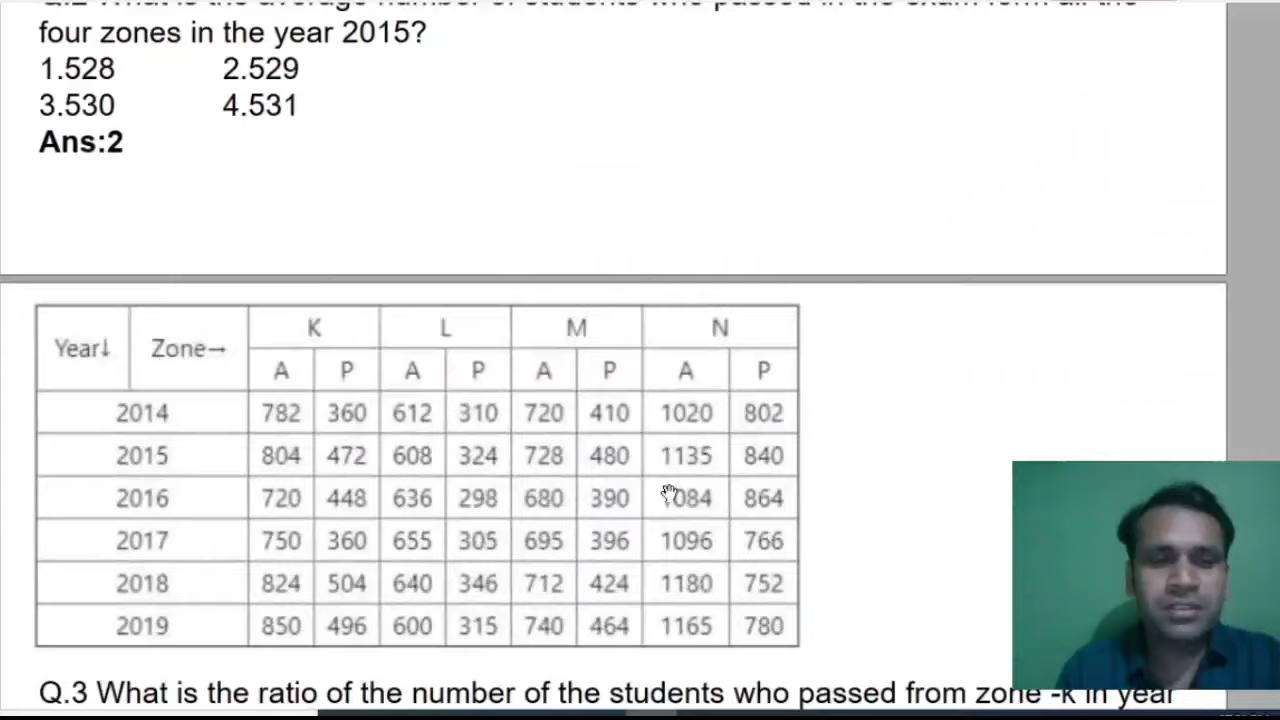 four zones in the year 2015?
1.528 2.529
3.530 4.531
Ans:2
Year↓ Zone→ K L M N
A P A P A P A P
2014 782 360 612 310 720 410 1020 802
2015 804 472 608 324 728 480 1135 840
2016 720 448 636 298 680 390 1084 864
2017 750 360 655 305 695 396 1096 766
2018 824 504 640 346 712 424 1180 752
2019 850 496 600 315 740 464 1165 780
Q.3 What is the ratio of the number of the students who passed from zone -k in year